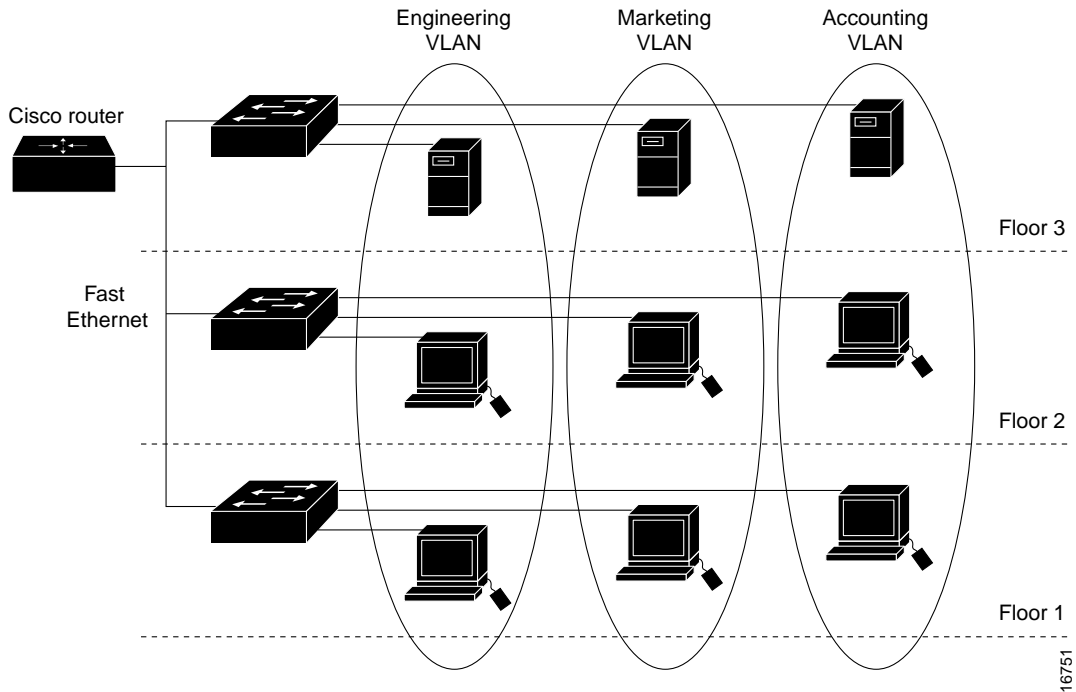 Engineering
VLAN
Marketing
VLAN
Accounting
VLAN
Cisco router
Floor 3
Fast
Ethernet
Floor 2
Floor 1
16751